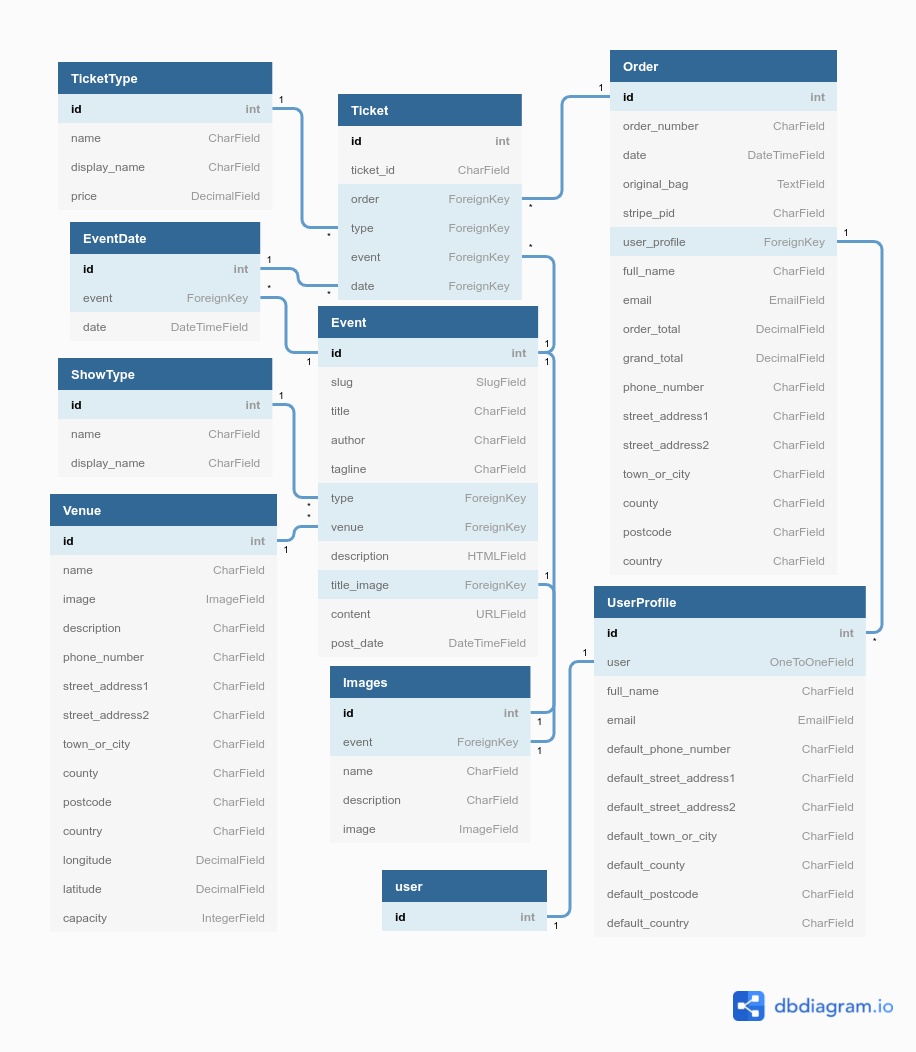 TicketType
id int
name CharField
display_name CharField
price DecimalField
EventDate
id int
event ForeignKey
date DateTimeField
ShowType
id int
name CharField
display_name CharField
Venue
id int
name CharField
image ImageField
description CharField
phone_number CharField
street_address1 CharField
street_address2 CharField
town_or_city CharField
county CharField
postcode CharField
country CharField
longitude DecimalField
latitude DecimalField
capacity IntegerField
Ticket
id int
ticket_id CharField
order ForeignKey
type ForeignKey
event ForeignKey
date ForeignKey
Event
id int
slug SlugField
title CharField
author CharField
tagline CharField
type ForeignKey
venue ForeignKey
description HTMLField
title_image ForeignKey
content URLField
post_date DateTimeField
Images
id int
event ForeignKey
name CharField
description CharField
image ImageField
user
id int
Order
id int
order_number CharField
date DateTimeField
original_bag TextField
stripe_pid CharField
user_profile ForeignKey
full_name CharField
email EmailField
order_total DecimalField
grand_total DecimalField
phone_number CharField
street_address1 CharField
street_address2 CharField
town_or_city CharField
county CharField
postcode CharField
country CharField
UserProfile
id int
user OneToOneField
full_name CharField
email EmailField
default_phone_number CharField
default_street_address1 CharField
default_street_address2 CharField
default_town_or_city CharField
default_county CharField
default_postcode CharField
default_country CharField
1
*
1
*
*
1
1
*
*
1
1
*
*
1
1
1
1
1
1
*
1
1
dbdiagram.io